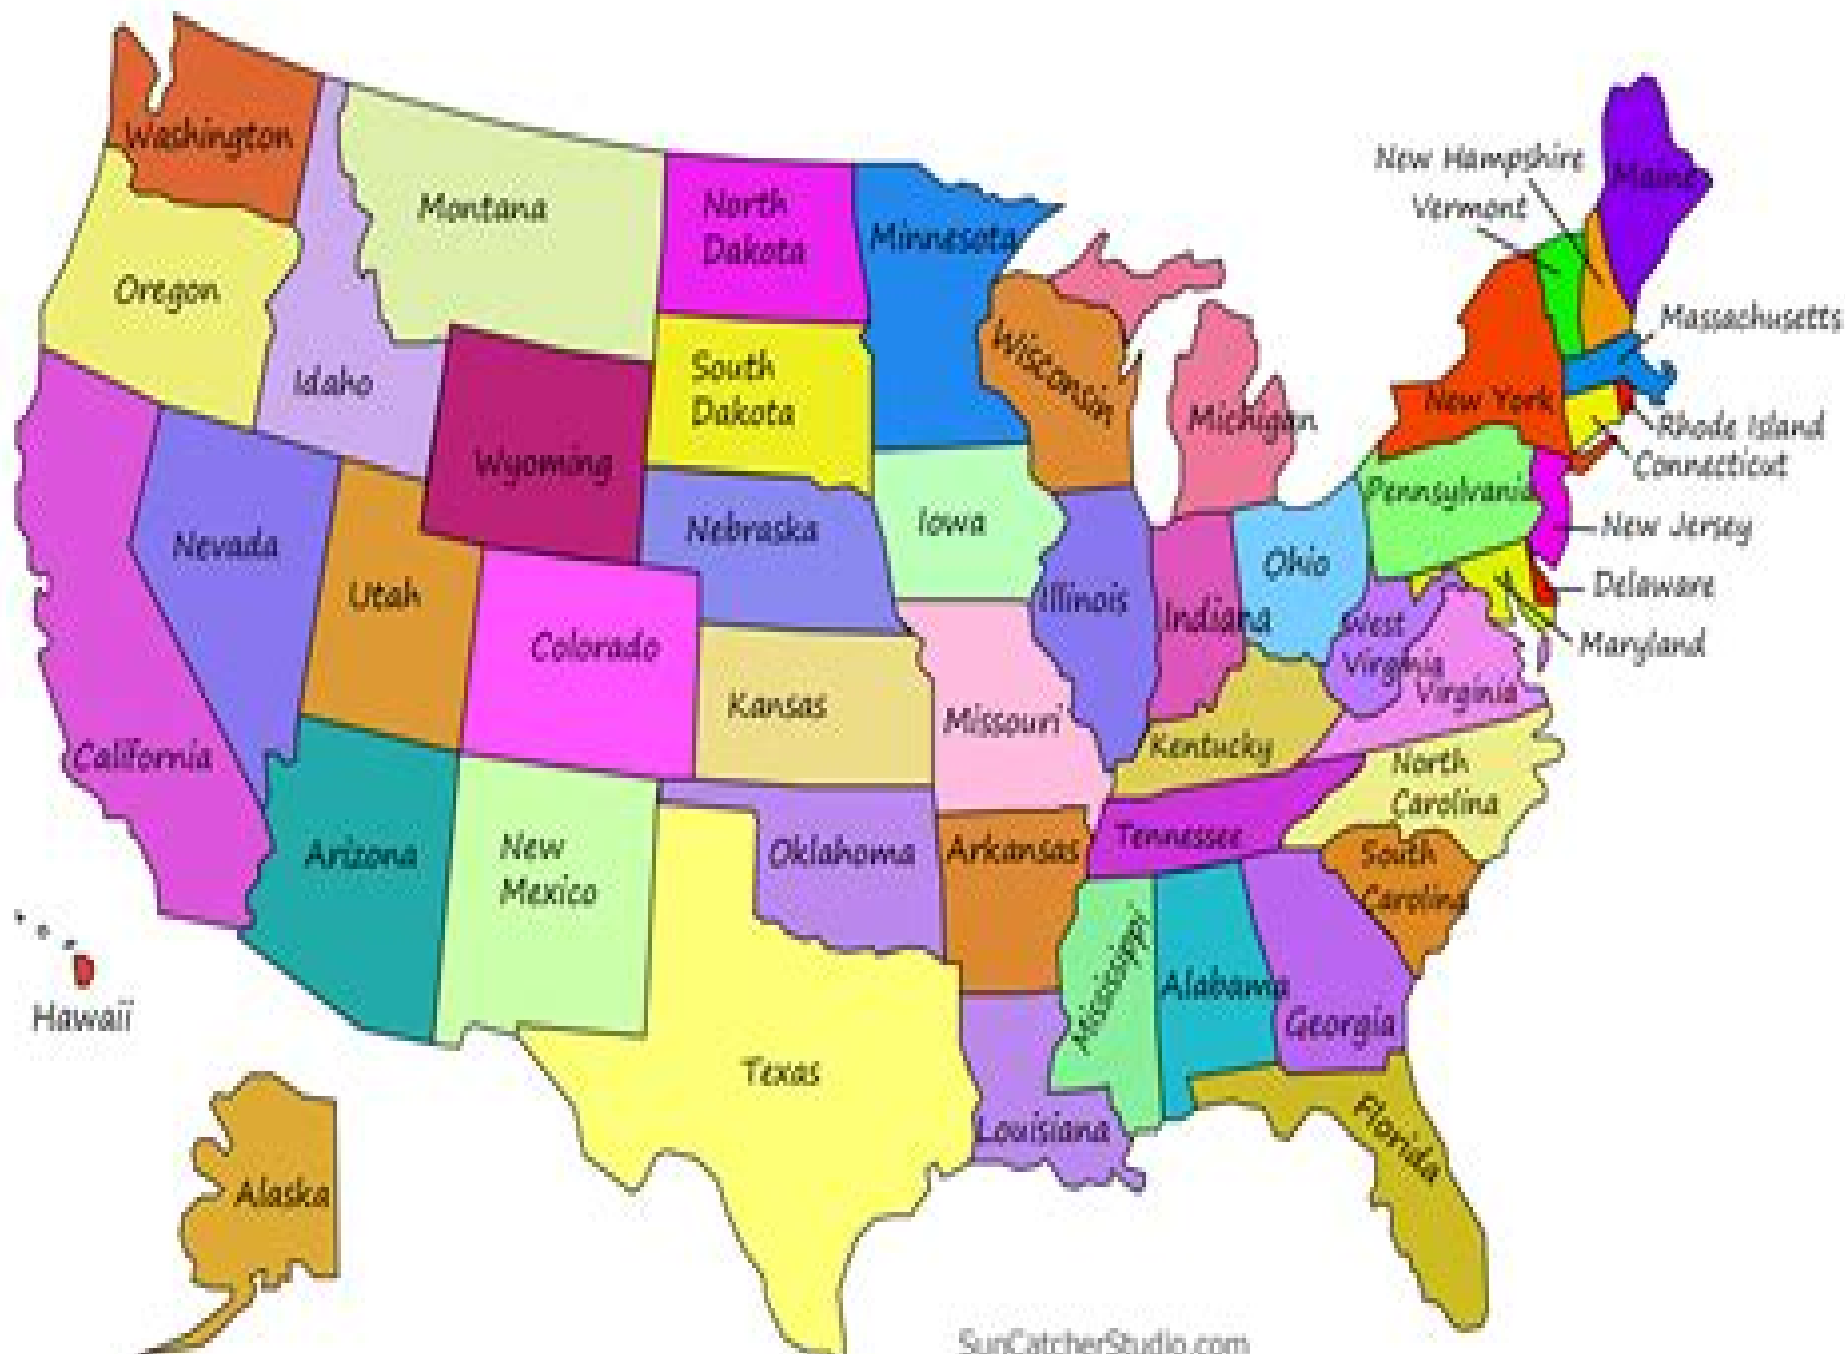 Washington
Montana
North
Dakota
Minnesota
New Hampshire
Vermont
Maine
Oregon
Idaho
Wyoming
South
Dakota
Wisconsin
Michigan
New York
Massachusetts
Rhode Island
Connecticut
Pennsylvania
New Jersey
Delaware
Maryland
Nevada
Utah
Colorado
Nebraska
Iowa
Illinois
Indiana
Ohio
West
Virginia
Virginia
California
Kansas
Missouri
Kentucky
North
Carolina
Tennessee
South
Carolina
Arizona
New
Mexico
Oklahoma
Arkansas
Mississippi
Alabama
Georgia
Hawaii
Texas
Louisiana
Florida
Alaska
SunCatcherStudio.com